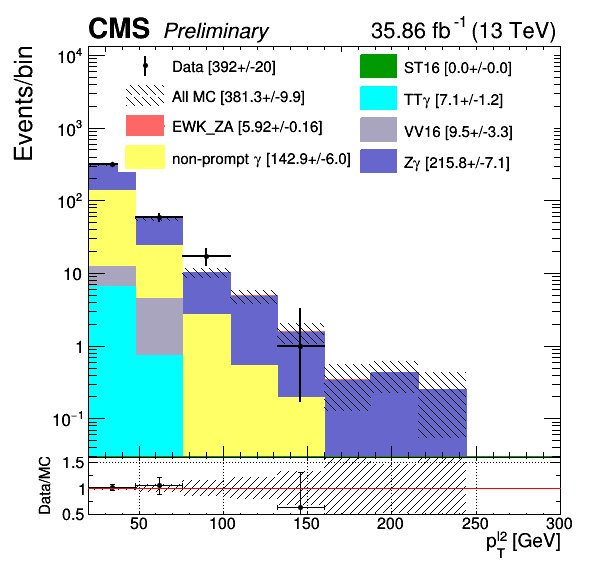 CMS Preliminary 35.86 fb⁻¹ (13 TeV)
Events/bin
10⁴
10³
10²
10
1
10⁻¹
Data [392+/-20]
All MC [381.3+/-9.9]
EWK_ZA [5.92+/-0.16]
non-prompt γ [142.9+/-6.0]
ST16 [0.0+/-0.0]
TTγ [7.1+/-1.2]
VV16 [9.5+/-3.3]
Zγ [215.8+/-7.1]
Data/MC
1.5
1
0.5
50 100 150 200 250 300
p_T^l2 [GeV]